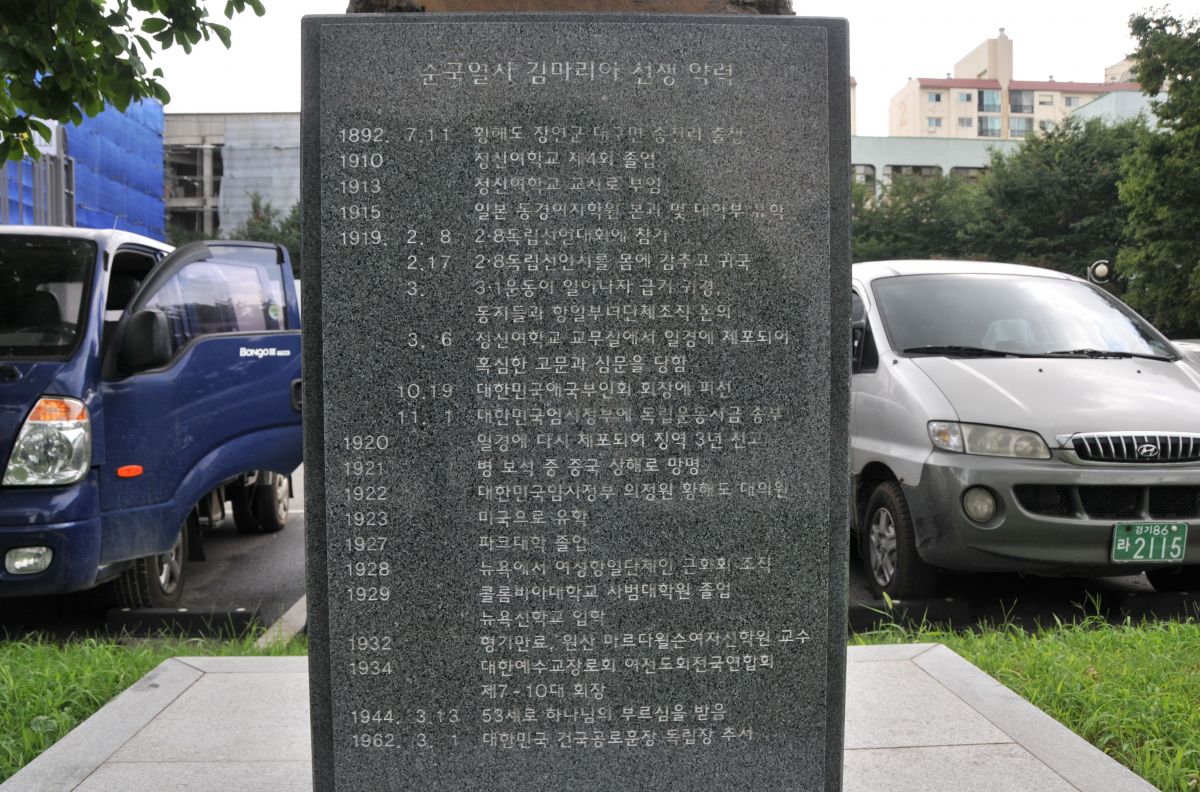 순국열사 김마리아 선생 약력
1892. 7.11 황해도 장연군 대구면 송천리 출생
1910 정신여학교 제4회 졸업
1913 정신여학교 교사로 부임
1915 일본 동경여자학원 본과 및 대학부 유학
1919. 2. 8 2·8독립선언대회에 참가
2.17 2·8독립선언서를 몸에 감추고 귀국
3. 3·1운동이 일어나자 급거 귀경,
동지들과 항일부녀단체조직 논의
3. 6 정신여학교 교무실에서 일경에 체포되어
혹심한 고문과 심문을 당함
10.19 대한민국애국부인회 회장에 피선
11. 1 대한민국임시정부에 독립운동자금 송부
1920 일경에 다시 체포되어 징역 3년 선고
1921 병 보석 중 중국 상해로 망명
1922 대한민국임시정부 의정원 황해도 대의원
1923 미국으로 유학
1927 파크대학 졸업
1928 뉴욕에서 여성항일단체인 근화회 조직
1929 콜롬비아대학교 사범대학원 졸업
뉴욕신학교 입학
1932 형기만료, 원산 마르다윌슨여자신학원 교수
1934 대한예수교장로회 여전도회전국연합회
제7~10대 회장
1944. 3.13 53세로 하나님의 부르심을 받음
1962. 3. 1 대한민국 건국공로훈장 독립장 추서
BONGO III
경기86
라2115